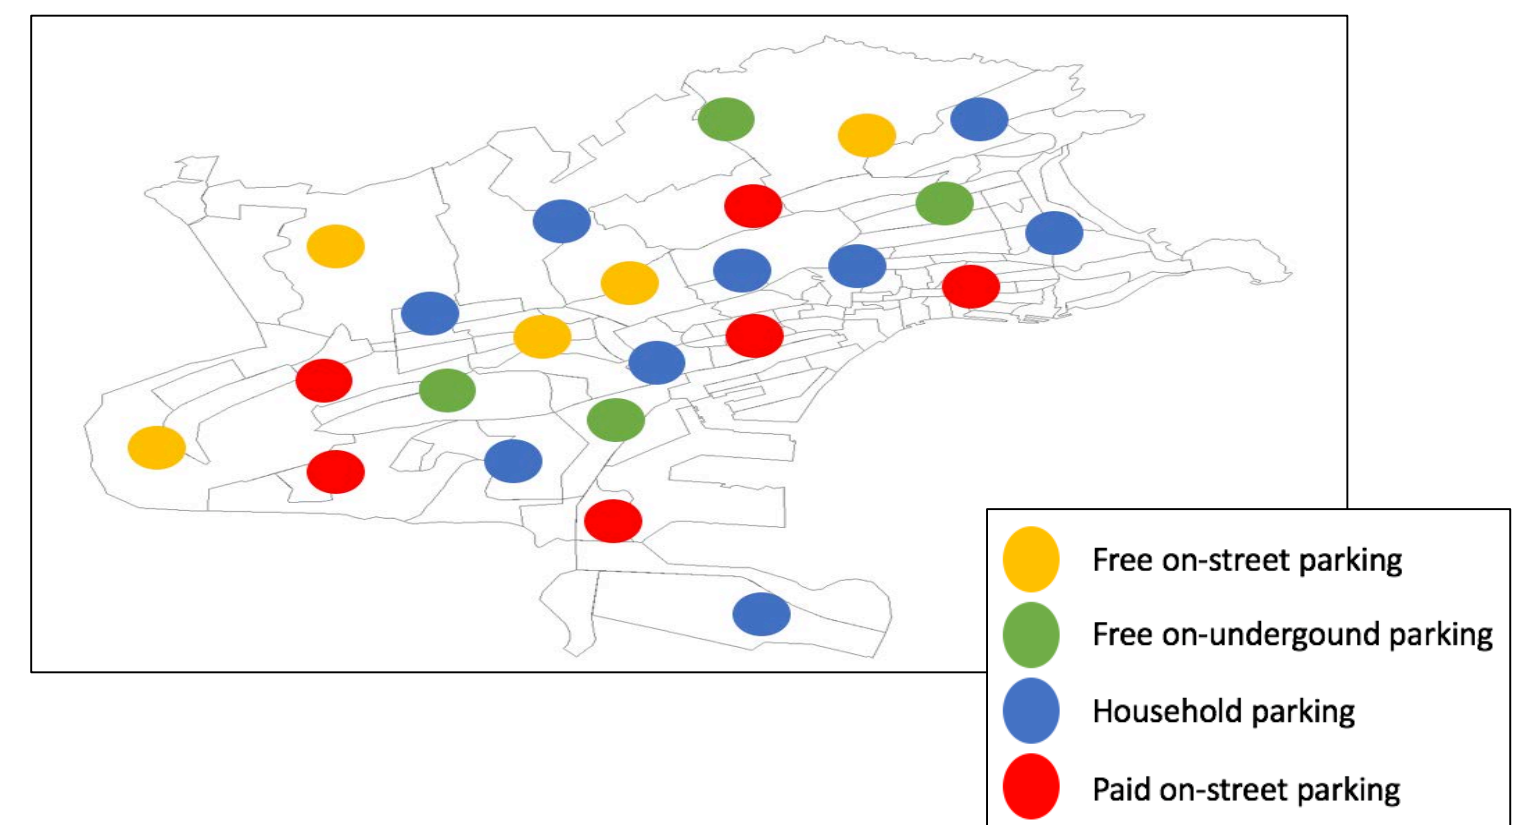 Free on-street parking
Free on-undergound parking
Household parking
Paid on-street parking